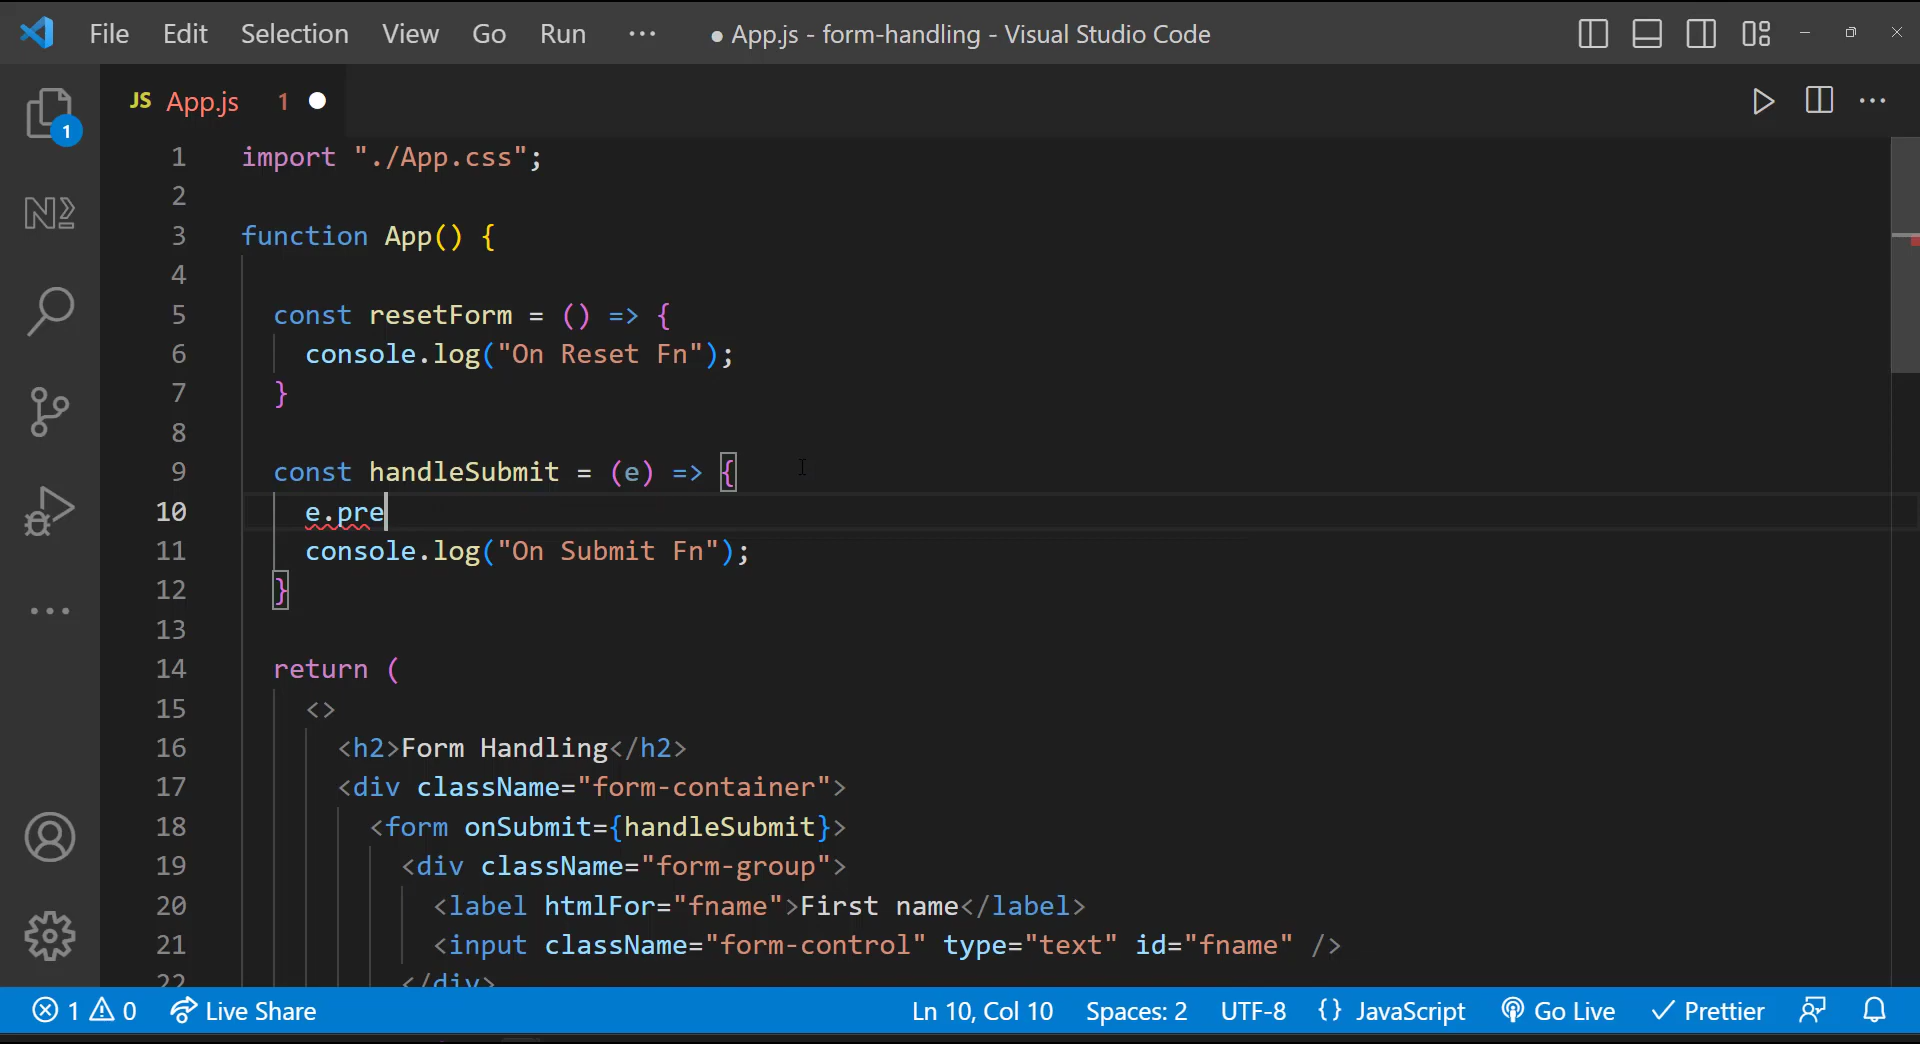 File Edit Selection View Go Run ··· ● App.js - form-handling - Visual Studio Code
JS App.js 1 ●
1 import "./App.css";
2
3 function App() {
4
5 const resetForm = () => {
6 console.log("On Reset Fn");
7 }
8
9 const handleSubmit = (e) => {
10 e.pre
11 console.log("On Submit Fn");
12 }
13
14 return (
15 <>
16 <h2>Form Handling</h2>
17 <div className="form-container">
18 <form onSubmit={handleSubmit}>
19 <div className="form-group">
20 <label htmlFor="fname">First name</label>
21 <input className="form-control" type="text" id="fname" />
22 </div>
1
1 0 Live Share Ln 10, Col 10 Spaces: 2 UTF-8 {} JavaScript Go Live ✓ Prettier